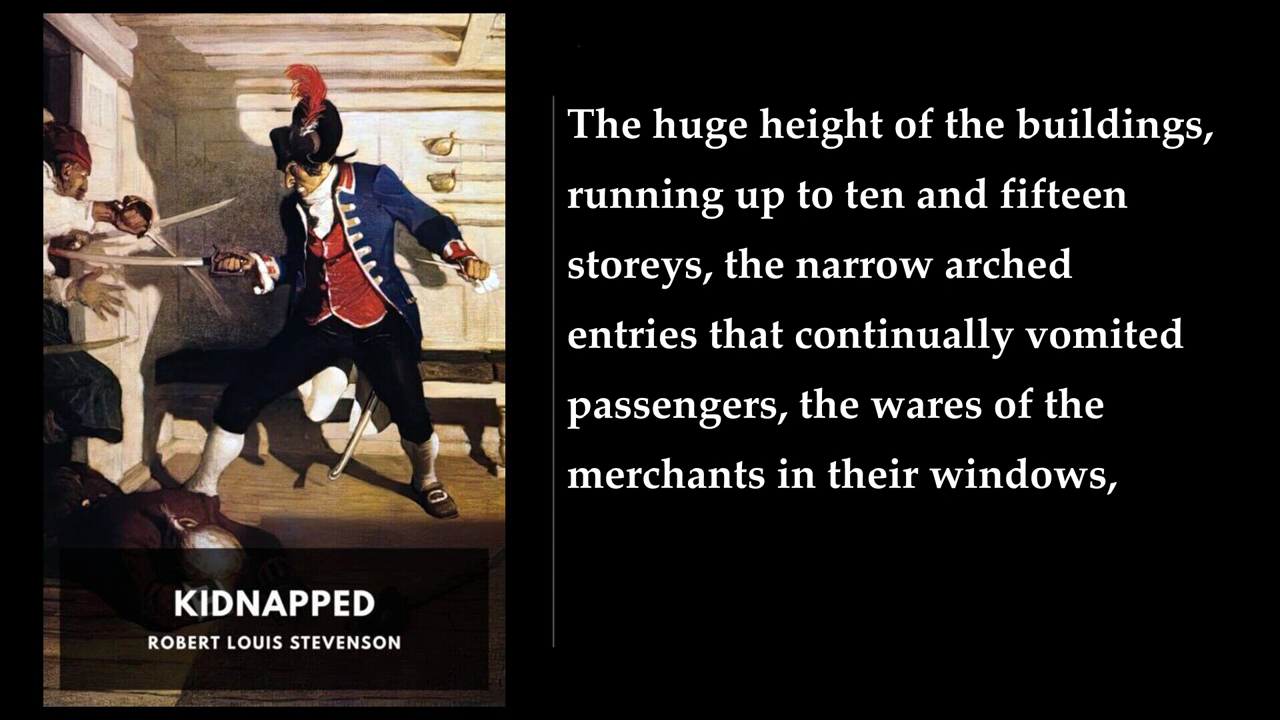 The huge height of the buildings,
running up to ten and fifteen
storeys, the narrow arched
entries that continually vomited
passengers, the wares of the
merchants in their windows,
KIDNAPPED
ROBERT LOUIS STEVENSON